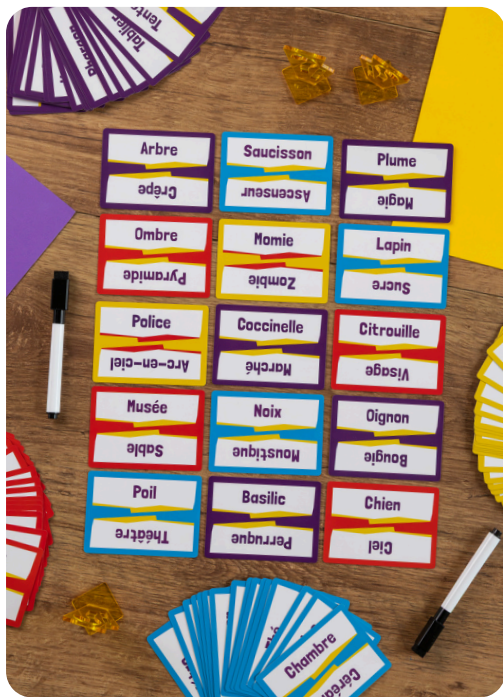 Tablier
Arbre
Crêpe
Saucisson
Ascenseur
Plume
Magie
Ombre
Pyramide
Momie
Zombie
Lapin
Sucre
Police
Arc-en-ciel
Coccinelle
Marché
Citrouille
Visage
Musée
Sable
Noix
Moustique
Oignon
Bougie
Poil
Théâtre
Basilic
Perruque
Chien
Ciel
Chambre